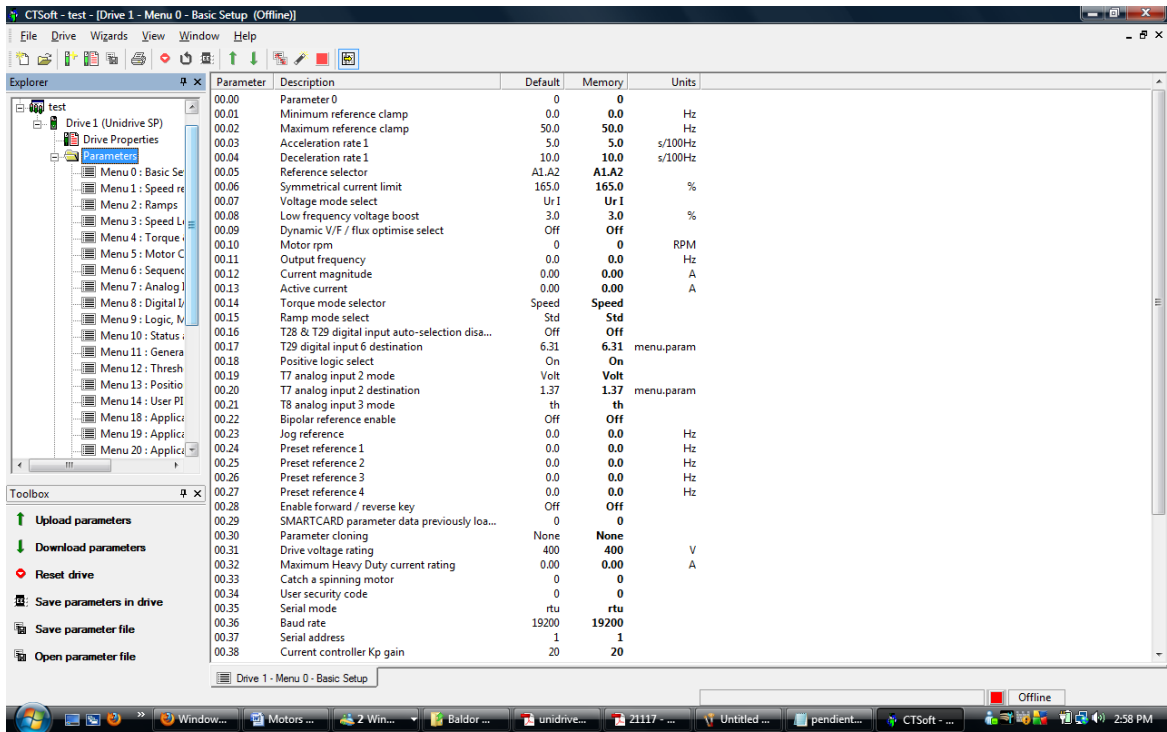 CTSoft - test - [Drive 1 - Menu 0 - Basic Setup (Offline)]
File Drive Wizards View Window Help
Explorer
test
Drive 1 (Unidrive SP)
Drive Properties
Parameters
Menu 0 : Basic Se
Menu 1 : Speed re
Menu 2 : Ramps
Menu 3 : Speed L
Menu 4 : Torque
Menu 5 : Motor C
Menu 6 : Sequenc
Menu 7 : Analog I
Menu 8 : Digital I/
Menu 9 : Logic, M
Menu 10 : Status
Menu 11 : Genera
Menu 12 : Thresh
Menu 13 : Positio
Menu 14 : User PI
Menu 18 : Applica
Menu 19 : Applica
Menu 20 : Applica
Toolbox
Upload parameters
Download parameters
Reset drive
Save parameters in drive
Save parameter file
Open parameter file
Parameter Description Default Memory Units
00.00 Parameter 0 0 0
00.01 Minimum reference clamp 0.0 0.0 Hz
00.02 Maximum reference clamp 50.0 50.0 Hz
00.03 Acceleration rate 1 5.0 5.0 s/100Hz
00.04 Deceleration rate 1 10.0 10.0 s/100Hz
00.05 Reference selector A1.A2 A1.A2
00.06 Symmetrical current limit 165.0 165.0 %
00.07 Voltage mode select Ur I Ur I
00.08 Low frequency voltage boost 3.0 3.0 %
00.09 Dynamic V/F / flux optimise select Off Off
00.10 Motor rpm 0 0 RPM
00.11 Output frequency 0.0 0.0 Hz
00.12 Current magnitude 0.00 0.00 A
00.13 Active current 0.00 0.00 A
00.14 Torque mode selector Speed Speed
00.15 Ramp mode select Std Std
00.16 T28 & T29 digital input auto-selection disa... Off Off
00.17 T29 digital input 6 destination 6.31 6.31 menu.param
00.18 Positive logic select On On
00.19 T7 analog input 2 mode Volt Volt
00.20 T7 analog input 2 destination 1.37 1.37 menu.param
00.21 T8 analog input 3 mode th th
00.22 Bipolar reference enable Off Off
00.23 Jog reference 0.0 0.0 Hz
00.24 Preset reference 1 0.0 0.0 Hz
00.25 Preset reference 2 0.0 0.0 Hz
00.26 Preset reference 3 0.0 0.0 Hz
00.27 Preset reference 4 0.0 0.0 Hz
00.28 Enable forward / reverse key Off Off
00.29 SMARTCARD parameter data previously loa... 0 0
00.30 Parameter cloning None None
00.31 Drive voltage rating 400 400 V
00.32 Maximum Heavy Duty current rating 0.00 0.00 A
00.33 Catch a spinning motor 0 0
00.34 User security code 0 0
00.35 Serial mode rtu rtu
00.36 Baud rate 19200 19200
00.37 Serial address 1 1
00.38 Current controller Kp gain 20 20
Drive 1 - Menu 0 - Basic Setup
Offline
Window... Motors ... 2 Win... Baldor ... unidrive... 21117 - ... Untitled ... pendient... CTSoft - ... 2:58 PM